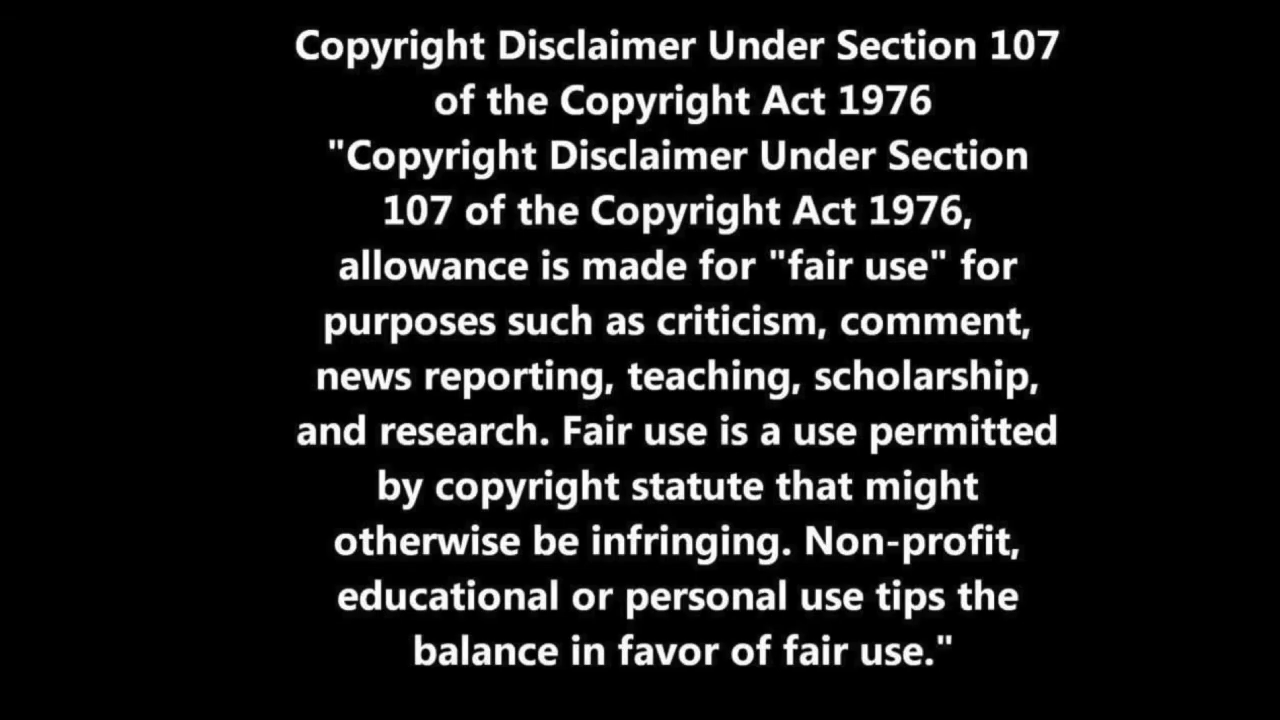 Copyright Disclaimer Under Section 107
of the Copyright Act 1976
"Copyright Disclaimer Under Section
107 of the Copyright Act 1976,
allowance is made for "fair use" for
purposes such as criticism, comment,
news reporting, teaching, scholarship,
and research. Fair use is a use permitted
by copyright statute that might
otherwise be infringing. Non-profit,
educational or personal use tips the
balance in favor of fair use."